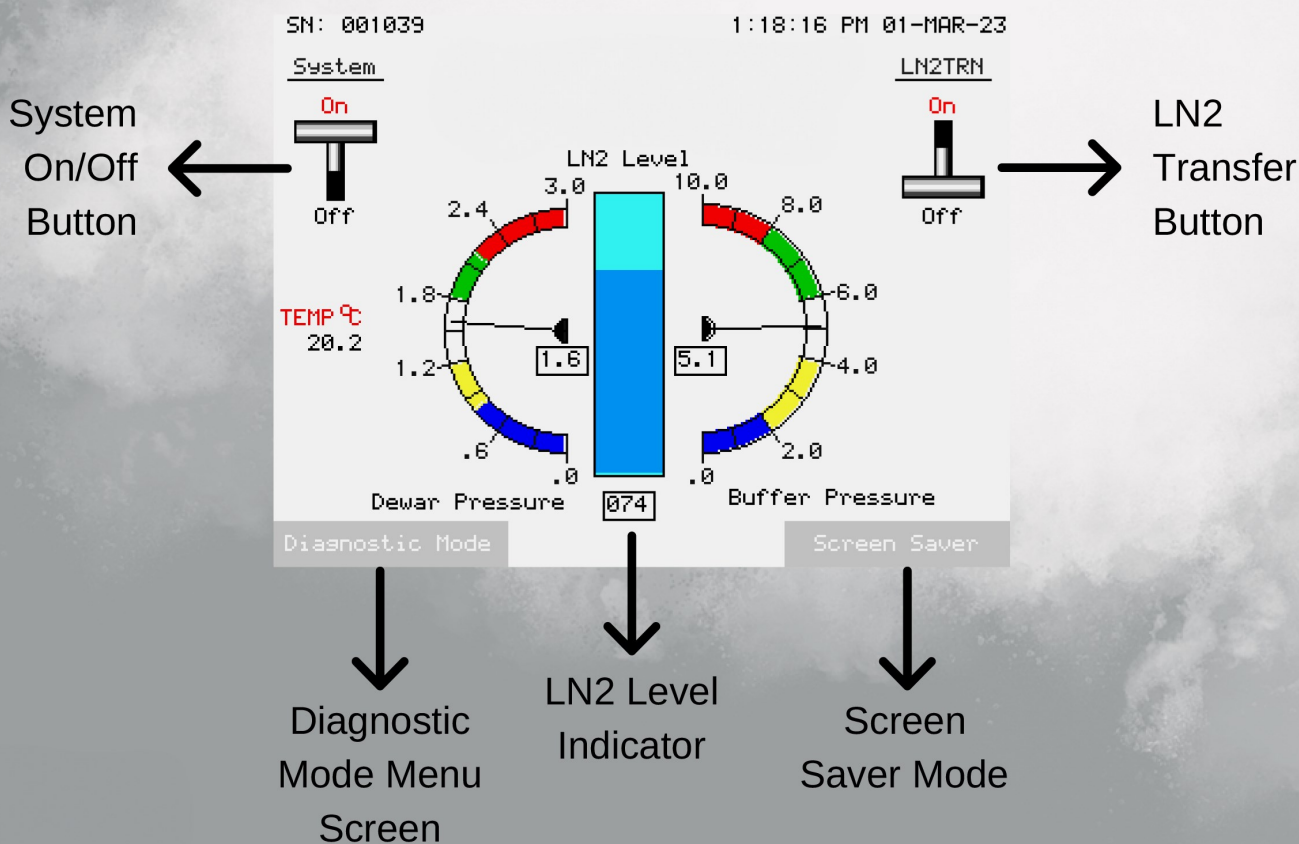 SN: 001039
1:18:16 PM 01-MAR-23
System
LN2TRN
On
On
System
On/Off
Button
LN2
Transfer
Button
Off
Off
LN2 Level
3.0
10.0
2.4
8.0
1.8
6.0
TEMP °C
20.2
1.6
5.1
1.2
4.0
.6
2.0
.0
.0
Dewar Pressure
074
Buffer Pressure
Diagnostic Mode
Screen Saver
Diagnostic
Mode Menu
Screen
LN2 Level
Indicator
Screen
Saver Mode